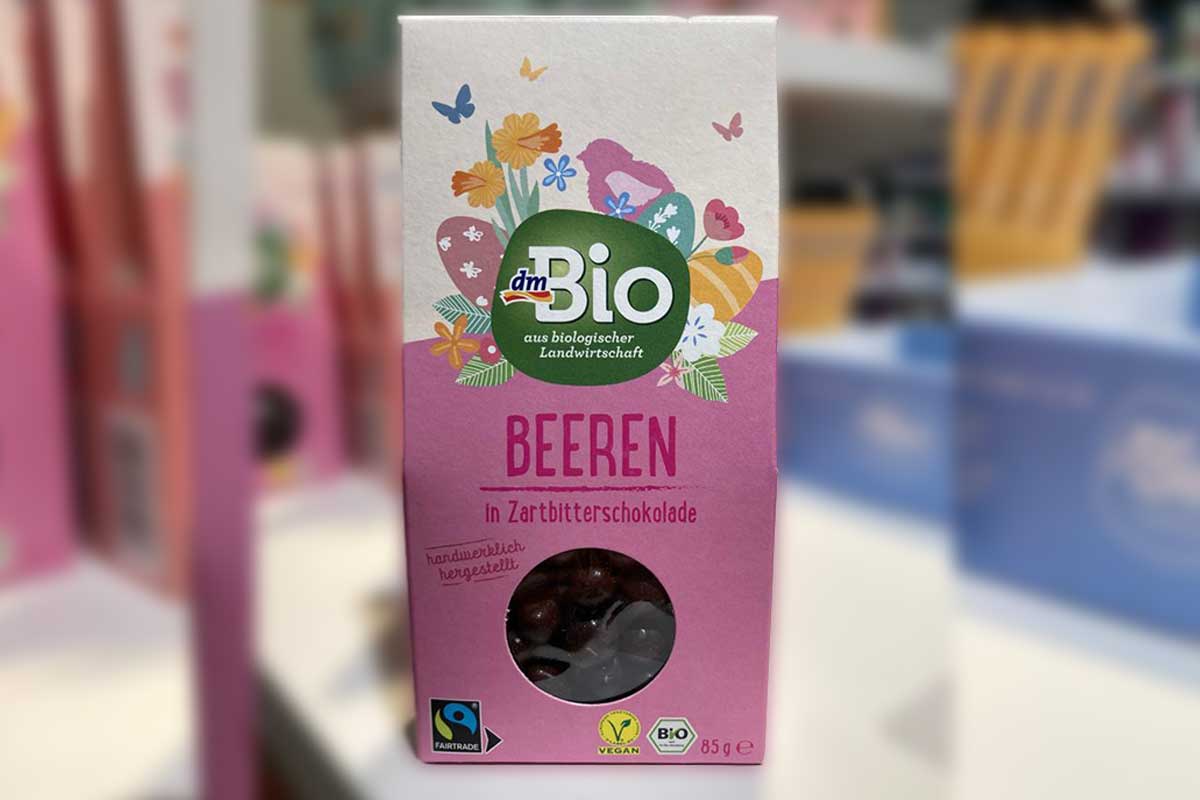 dm
Bio
aus biologischer
Landwirtschaft
BEEREN
in Zartbitterschokolade
handwerklich
hergestellt
FAIRTRADE
VEGAN
BIO
85 g e